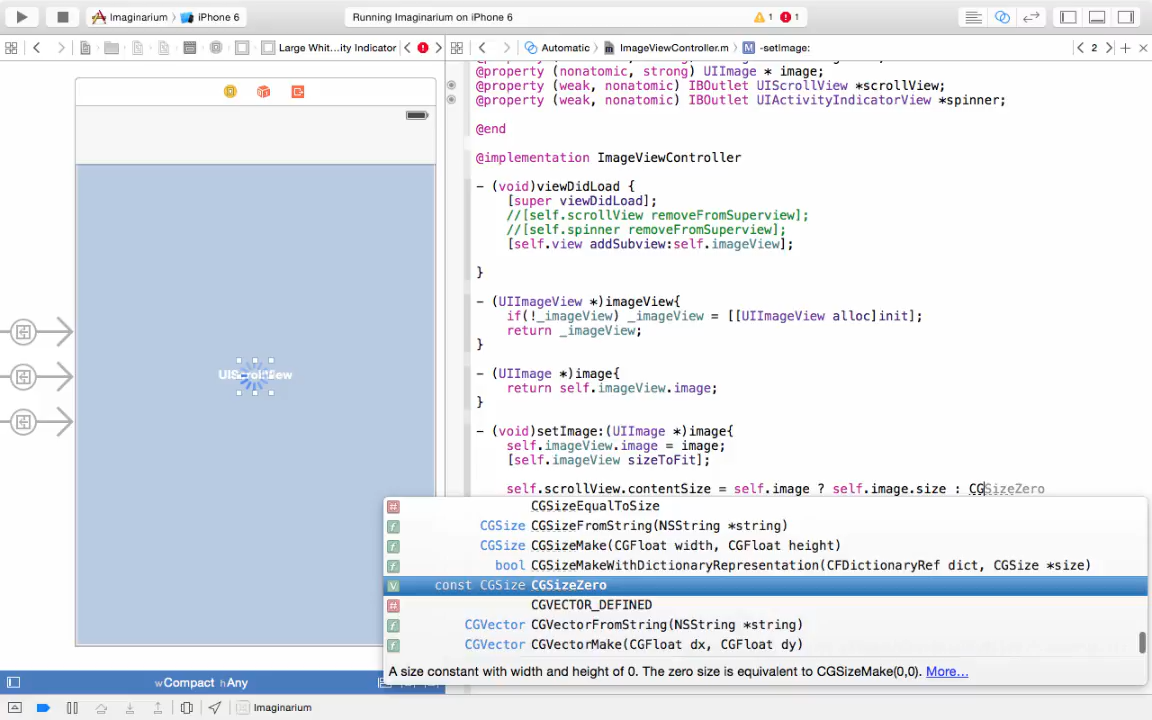 Imaginarium
iPhone 6
Running Imaginarium on iPhone 6
1
1
Large Whit...ity Indicator
Automatic
ImageViewController.m
M
-setImage:
2
@property (nonatomic, strong) UIImage * image;
@property (weak, nonatomic) IBOutlet UIScrollView *scrollView;
@property (weak, nonatomic) IBOutlet UIActivityIndicatorView *spinner;
@end
@implementation ImageViewController
- (void)viewDidLoad {
[super viewDidLoad];
//[self.scrollView removeFromSuperview];
//[self.spinner removeFromSuperview];
[self.view addSubview:self.imageView];
}
- (UIImageView *)imageView{
if(!_imageView) _imageView = [[UIImageView alloc]init];
return _imageView;
}
- (UIImage *)image{
return self.imageView.image;
}
- (void)setImage:(UIImage *)image{
self.imageView.image = image;
[self.imageView sizeToFit];
self.scrollView.contentSize = self.image ? self.image.size : CGSizeZero
UIScrollView
# CGSizeEqualToSize
f CGSize CGSizeFromString(NSString *string)
f CGSize CGSizeMake(CGFloat width, CGFloat height)
f bool CGSizeMakeWithDictionaryRepresentation(CFDictionaryRef dict, CGSize *size)
V const CGSize CGSizeZero
# CGVECTOR_DEFINED
f CGVector CGVectorFromString(NSString *string)
f CGVector CGVectorMake(CGFloat dx, CGFloat dy)
A size constant with width and height of 0. The zero size is equivalent to CGSizeMake(0,0). More...
wCompact hAny
Imaginarium